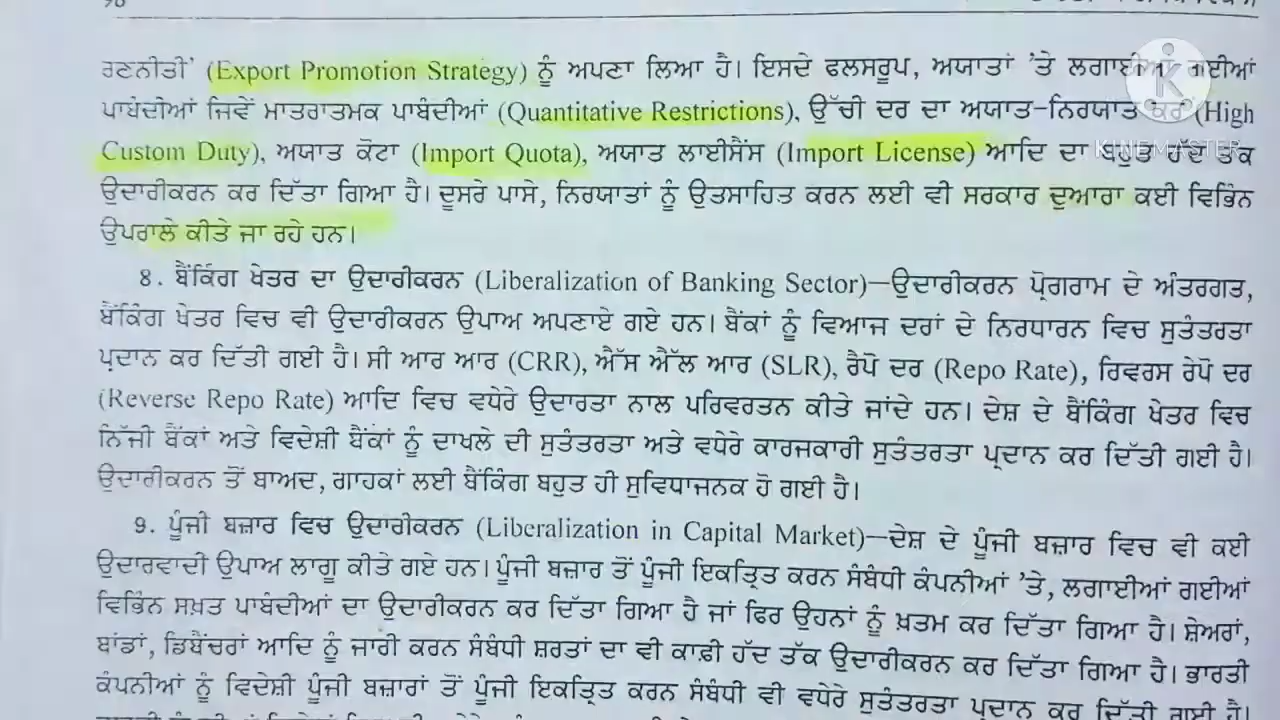 ਰਣਨੀਤੀ' (Export Promotion Strategy) ਨੂੰ ਅਪਣਾ ਲਿਆ ਹੈ। ਇਸਦੇ ਫਲਸਰੂਪ, ਅਯਾਤਾਂ 'ਤੇ ਲਗਾਈਆਂ ਗਈਆਂ
ਪਾਬੰਦੀਆਂ ਜਿਵੇਂ ਮਾਤਰਾਤਮਕ ਪਾਬੰਦੀਆਂ (Quantitative Restrictions), ਉੱਚੀ ਦਰ ਦਾ ਅਯਾਤ-ਨਿਰਯਾਤ ਕਰ (High
Custom Duty), ਅਯਾਤ ਕੋਟਾ (Import Quota), ਅਯਾਤ ਲਾਈਸੈਂਸ (Import License) ਆਦਿ ਦਾ ਬਹੁਤ ਹੱਦ ਤਕ
KINEMASTER
ਉਦਾਰੀਕਰਨ ਕਰ ਦਿੱਤਾ ਗਿਆ ਹੈ। ਦੂਸਰੇ ਪਾਸੇ, ਨਿਰਯਾਤਾਂ ਨੂੰ ਉਤਸਾਹਿਤ ਕਰਨ ਲਈ ਵੀ ਸਰਕਾਰ ਦੁਆਰਾ ਕਈ ਵਿਭਿੰਨ
ਉਪਰਾਲੇ ਕੀਤੇ ਜਾ ਰਹੇ ਹਨ।
8. ਬੈਂਕਿੰਗ ਖੇਤਰ ਦਾ ਉਦਾਰੀਕਰਨ (Liberalization of Banking Sector)—ਉਦਾਰੀਕਰਨ ਪ੍ਰੋਗਰਾਮ ਦੇ ਅੰਤਰਗਤ,
ਬੈਂਕਿੰਗ ਖੇਤਰ ਵਿਚ ਵੀ ਉਦਾਰੀਕਰਨ ਉਪਾਅ ਅਪਣਾਏ ਗਏ ਹਨ। ਬੈਂਕਾਂ ਨੂੰ ਵਿਆਜ ਦਰਾਂ ਦੇ ਨਿਰਧਾਰਨ ਵਿਚ ਸੁਤੰਤਰਤਾ
ਪ੍ਰਦਾਨ ਕਰ ਦਿੱਤੀ ਗਈ ਹੈ। ਸੀ ਆਰ ਆਰ (CRR), ਐੱਸ ਐੱਲ ਆਰ (SLR), ਰੈਪੋ ਦਰ (Repo Rate), ਰਿਵਰਸ ਰੇਪੋ ਦਰ
(Reverse Repo Rate) ਆਦਿ ਵਿਚ ਵਧੇਰੇ ਉਦਾਰਤਾ ਨਾਲ ਪਰਿਵਰਤਨ ਕੀਤੇ ਜਾਂਦੇ ਹਨ। ਦੇਸ਼ ਦੇ ਬੈਂਕਿੰਗ ਖੇਤਰ ਵਿਚ
ਨਿੱਜੀ ਬੈਂਕਾਂ ਅਤੇ ਵਿਦੇਸ਼ੀ ਬੈਂਕਾਂ ਨੂੰ ਦਾਖਲੇ ਦੀ ਸੁਤੰਤਰਤਾ ਅਤੇ ਵਧੇਰੇ ਕਾਰਜਕਾਰੀ ਸੁਤੰਤਰਤਾ ਪ੍ਰਦਾਨ ਕਰ ਦਿੱਤੀ ਗਈ ਹੈ।
ਉਦਾਰੀਕਰਨ ਤੋਂ ਬਾਅਦ, ਗਾਹਕਾਂ ਲਈ ਬੈਂਕਿੰਗ ਬਹੁਤ ਹੀ ਸੁਵਿਧਾਜਨਕ ਹੋ ਗਈ ਹੈ।
9. ਪੂੰਜੀ ਬਜ਼ਾਰ ਵਿਚ ਉਦਾਰੀਕਰਨ (Liberalization in Capital Market)—ਦੇਸ਼ ਦੇ ਪੂੰਜੀ ਬਜ਼ਾਰ ਵਿਚ ਵੀ ਕਈ
ਉਦਾਰਵਾਦੀ ਉਪਾਅ ਲਾਗੂ ਕੀਤੇ ਗਏ ਹਨ। ਪੂੰਜੀ ਬਜ਼ਾਰ ਤੋਂ ਪੂੰਜੀ ਇਕਤ੍ਰਿਤ ਕਰਨ ਸੰਬੰਧੀ ਕੰਪਨੀਆਂ 'ਤੇ, ਲਗਾਈਆਂ ਗਈਆਂ
ਵਿਭਿੰਨ ਸਖ਼ਤ ਪਾਬੰਦੀਆਂ ਦਾ ਉਦਾਰੀਕਰਨ ਕਰ ਦਿੱਤਾ ਗਿਆ ਹੈ ਜਾਂ ਫਿਰ ਉਹਨਾਂ ਨੂੰ ਖ਼ਤਮ ਕਰ ਦਿੱਤਾ ਗਿਆ ਹੈ। ਸ਼ੇਅਰਾਂ,
ਬਾਂਡਾਂ, ਡਿਬੈਂਚਰਾਂ ਆਦਿ ਨੂੰ ਜਾਰੀ ਕਰਨ ਸੰਬੰਧੀ ਸ਼ਰਤਾਂ ਦਾ ਵੀ ਕਾਫ਼ੀ ਹੱਦ ਤੱਕ ਉਦਾਰੀਕਰਨ ਕਰ ਦਿੱਤਾ ਗਿਆ ਹੈ। ਭਾਰਤੀ
ਕੰਪਨੀਆਂ ਨੂੰ ਵਿਦੇਸ਼ੀ ਪੂੰਜੀ ਬਜ਼ਾਰਾਂ ਤੋਂ ਪੂੰਜੀ ਇਕਤ੍ਰਿਤ ਕਰਨ ਸੰਬੰਧੀ ਵੀ ਵਧੇਰੇ ਸੁਤੰਤਰਤਾ ਪ੍ਰਦਾਨ ਕਰ ਦਿੱਤੀ ਗਈ ਹੈ।